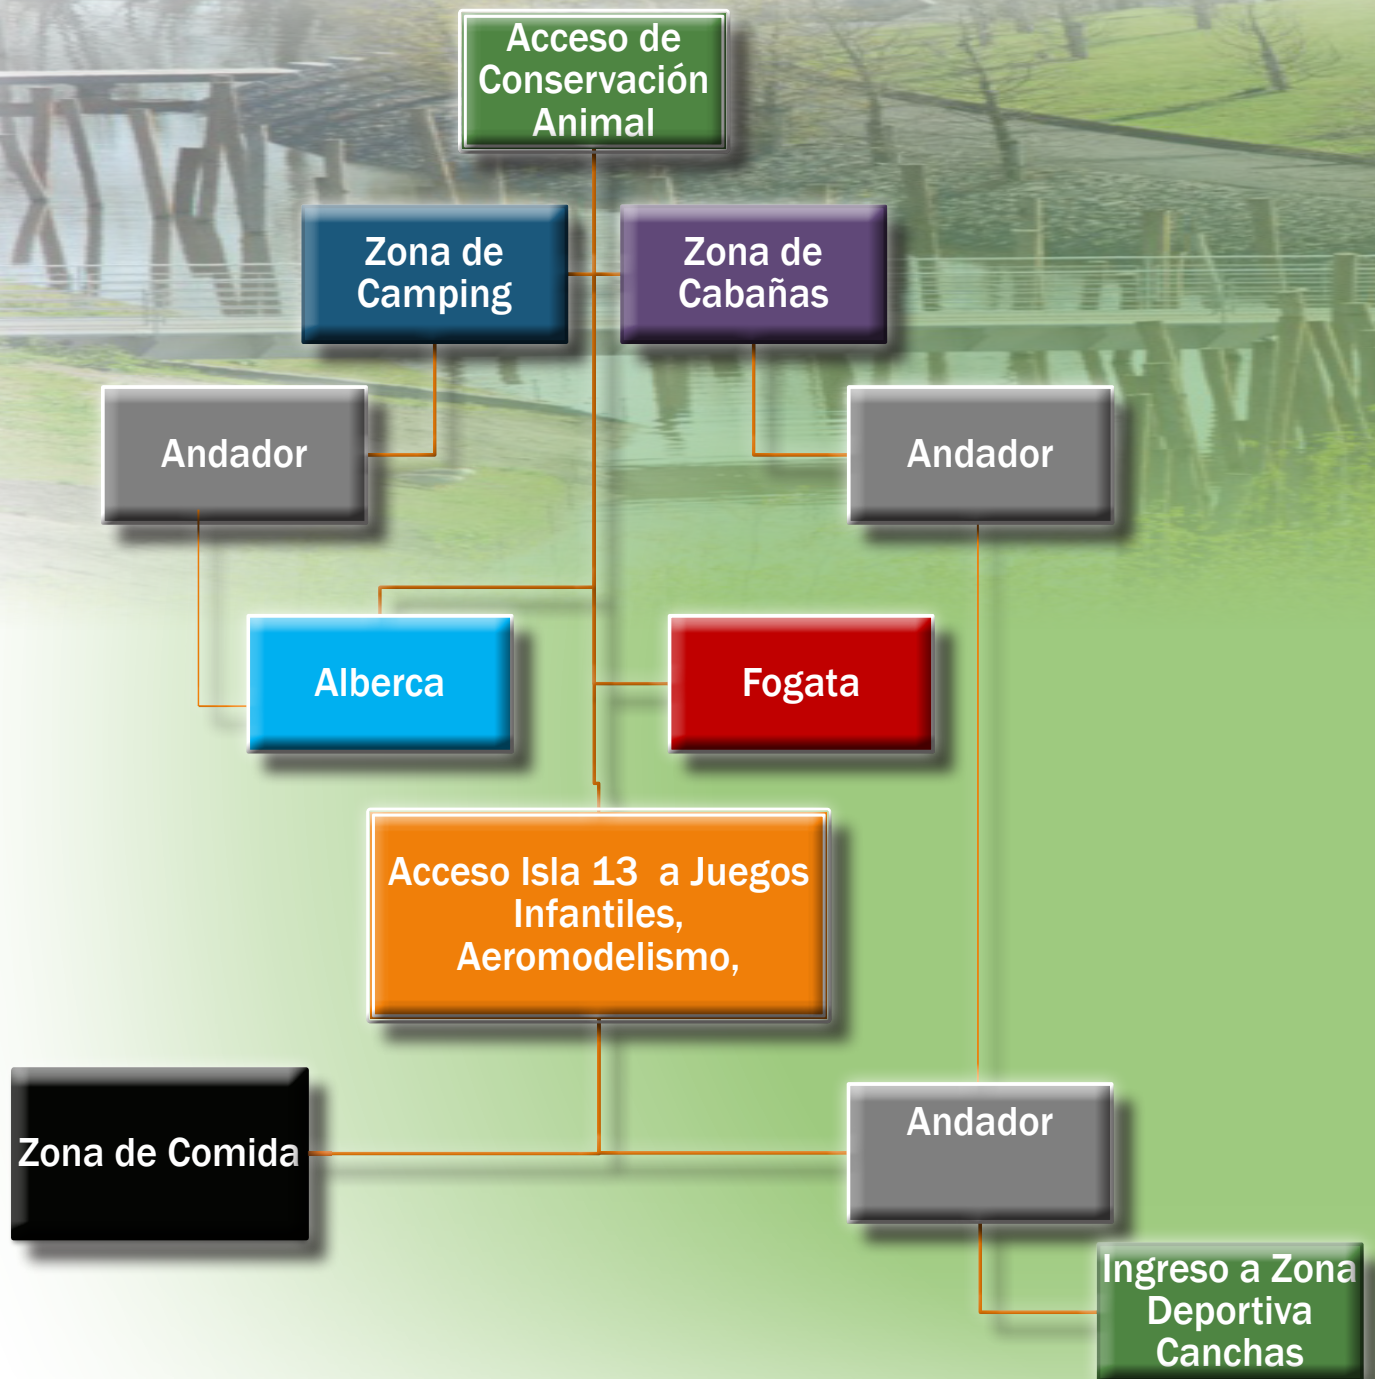 Acceso de
Conservación
Animal
Zona de
Camping
Zona de
Cabañas
Andador
Andador
Alberca
Fogata
Acceso Isla 13  a Juegos
Infantiles,
Aeromodelismo,
Zona de Comida
Andador
Ingreso a Zona
Deportiva
Canchas